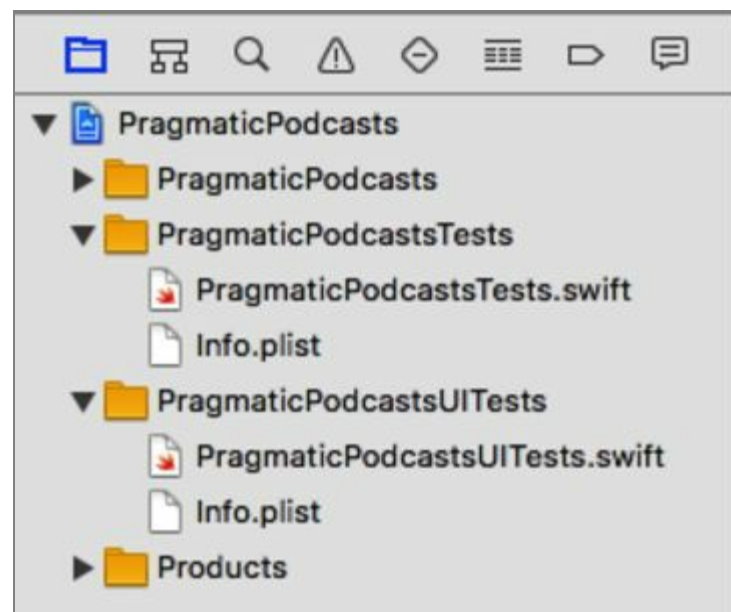 PragmaticPodcasts
PragmaticPodcasts
PragmaticPodcastsTests
PragmaticPodcastsTests.swift
Info.plist
PragmaticPodcastsUITests
PragmaticPodcastsUITests.swift
Info.plist
Products